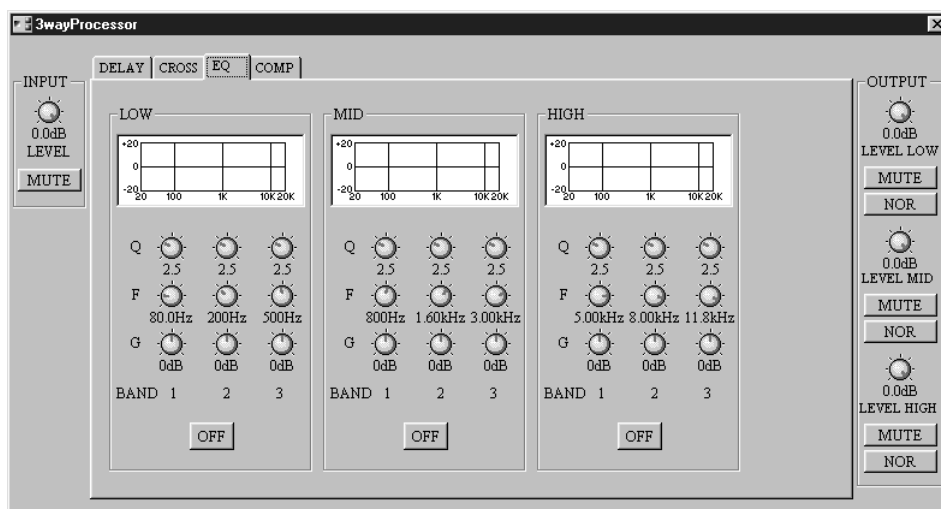 3wayProcessor
DELAY CROSS EQ COMP
INPUT
0.0dB
LEVEL
MUTE
LOW
+20
0
-20
20 100 1K 10K 20K
Q
2.5 2.5 2.5
F
80.0Hz 200Hz 500Hz
G
0dB 0dB 0dB
BAND 1 2 3
OFF
MID
+20
0
-20
20 100 1K 10K 20K
Q
2.5 2.5 2.5
F
800Hz 1.60kHz 3.00kHz
G
0dB 0dB 0dB
BAND 1 2 3
OFF
HIGH
+20
0
-20
20 100 1K 10K 20K
Q
2.5 2.5 2.5
F
5.00kHz 8.00kHz 11.8kHz
G
0dB 0dB 0dB
BAND 1 2 3
OFF
OUTPUT
0.0dB
LEVEL LOW
MUTE
NOR
0.0dB
LEVEL MID
MUTE
NOR
0.0dB
LEVEL HIGH
MUTE
NOR